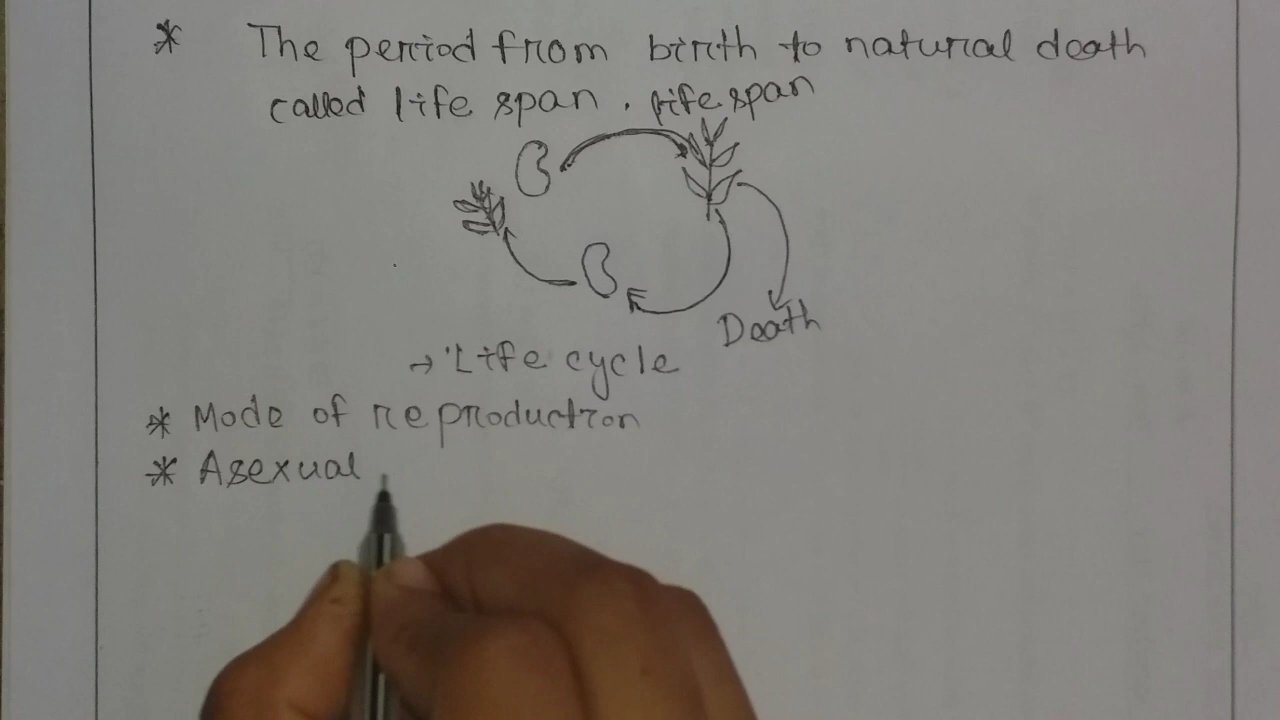 * The period from birth to natural death
called life span. life span
Death
→ 'Life cycle
* Mode of reproduction
* Asexual